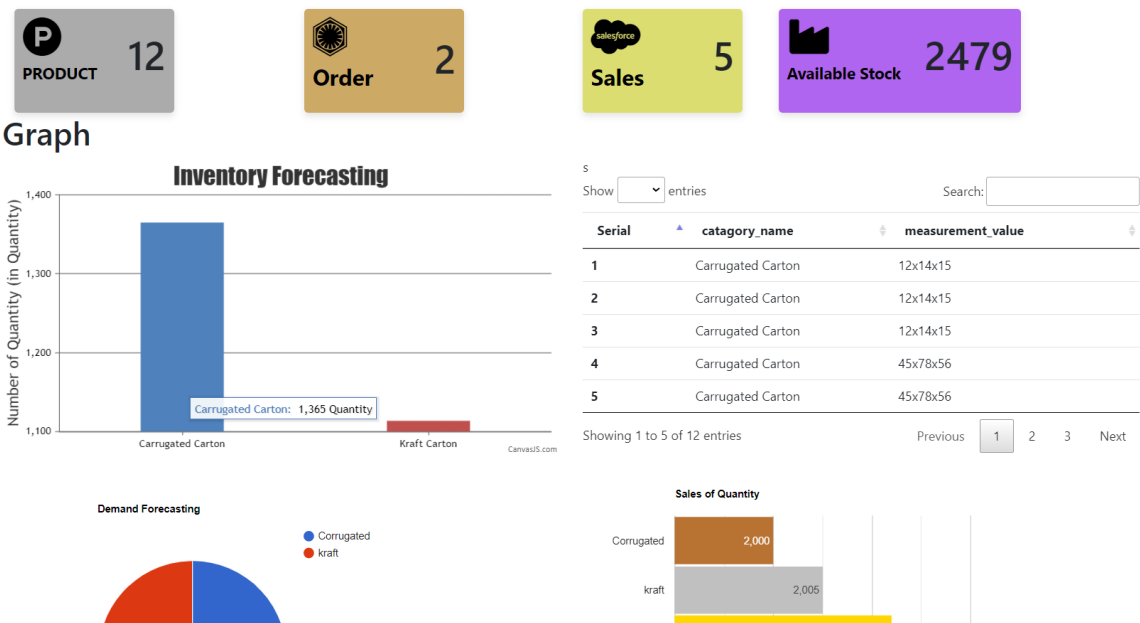 P
PRODUCT 12
Order 2
salesforce
Sales 5
Available Stock 2479
Graph
Inventory Forecasting
Number of Quantity (in Quantity)
1,400
1,300
1,200
1,100
Carrugated Carton: 1,365 Quantity
Carrugated Carton Kraft Carton
CanvasJS.com
s
Show entries Search:
Serial catagory_name measurement_value
1 Carrugated Carton 12x14x15
2 Carrugated Carton 12x14x15
3 Carrugated Carton 12x14x15
4 Carrugated Carton 45x78x56
5 Carrugated Carton 45x78x56
Showing 1 to 5 of 12 entries Previous 1 2 3 Next
Demand Forecasting
Corrugated
kraft
Sales of Quantity
Corrugated 2,000
kraft 2,005